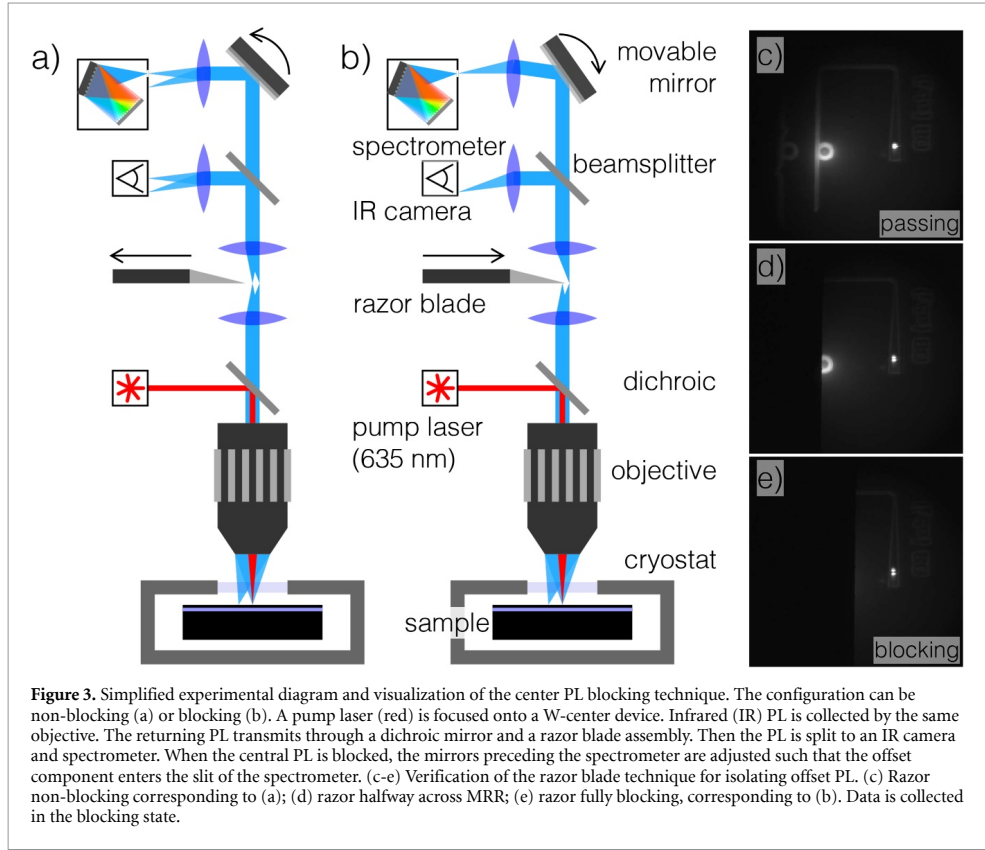 a)
b)
movable
mirror
c)
spectrometer
beamsplitter
passing
IR camera
d)
razor blade
dichroic
pump laser
(635 nm)
objective
e)
cryostat
sample
blocking
Figure 3. Simplified experimental diagram and visualization of the center PL blocking technique. The configuration can be
non-blocking (a) or blocking (b). A pump laser (red) is focused onto a W-center device. Infrared (IR) PL is collected by the same
objective. The returning PL transmits through a dichroic mirror and a razor blade assembly. Then the PL is split to an IR camera
and spectrometer. When the central PL is blocked, the mirrors preceding the spectrometer are adjusted such that the offset
component enters the slit of the spectrometer. (c-e) Verification of the razor blade technique for isolating offset PL. (c) Razor
non-blocking corresponding to (a); (d) razor halfway across MRR; (e) razor fully blocking, corresponding to (b). Data is collected
in the blocking state.